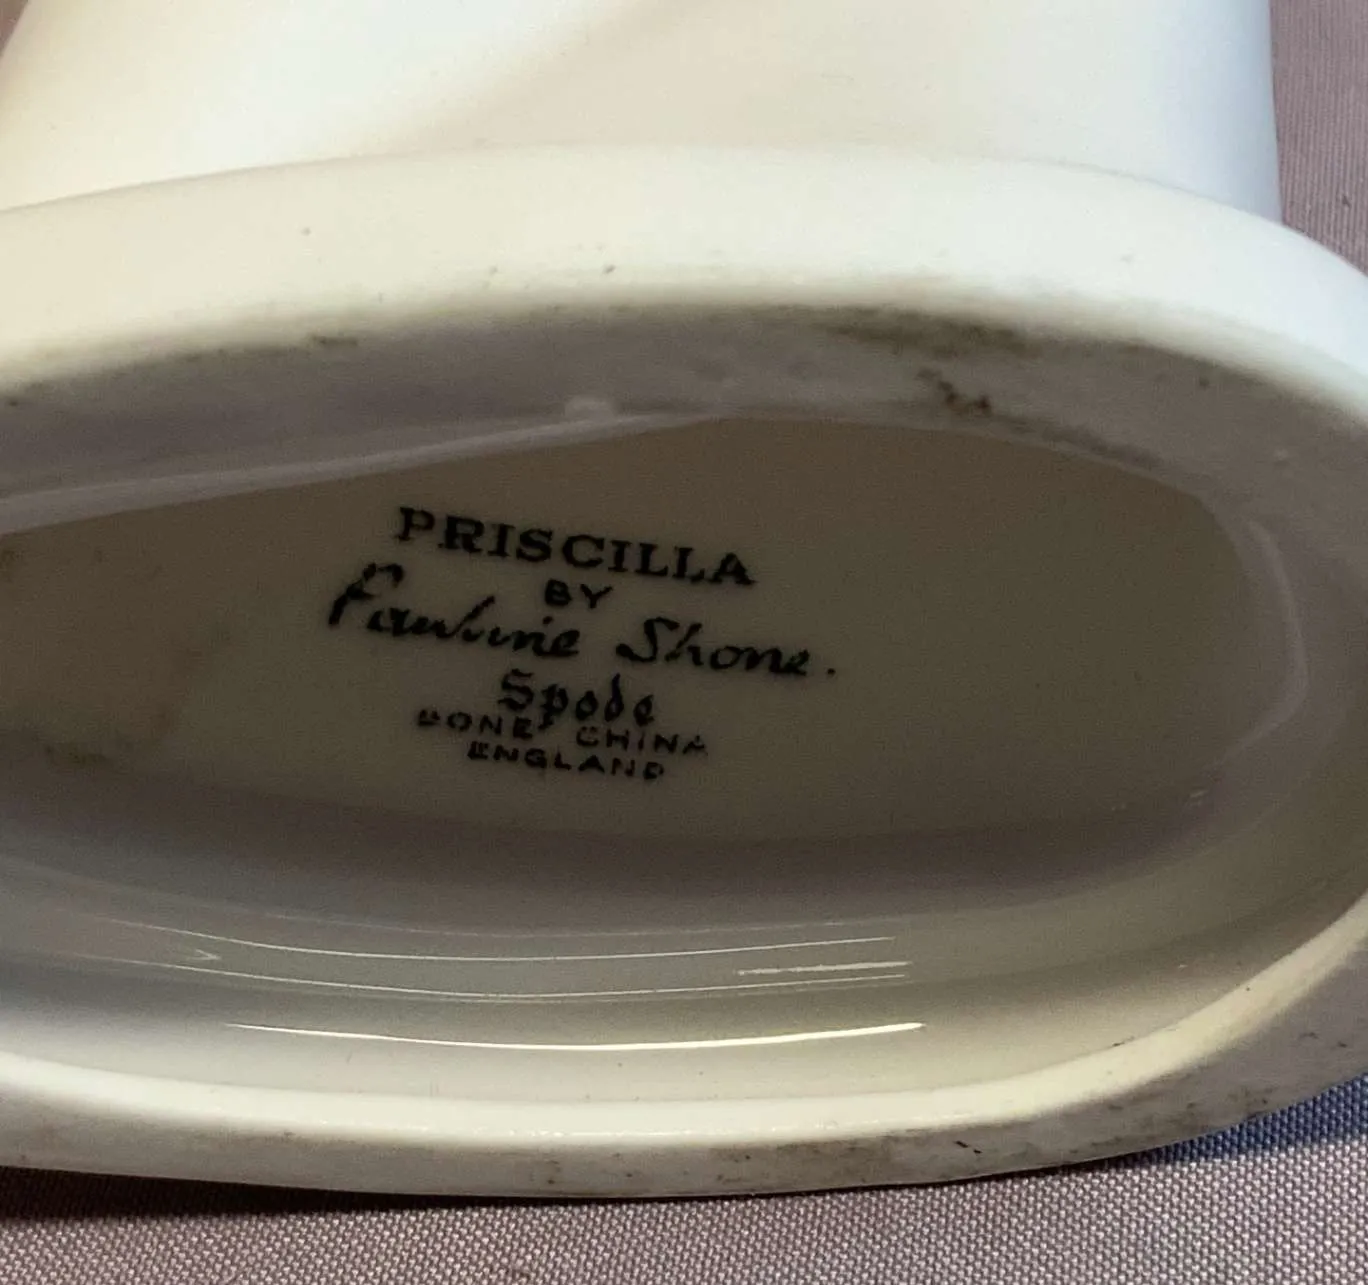 PRISCILLA
BY
Pauline Shone.
Spode
BONE CHINA
ENGLAND